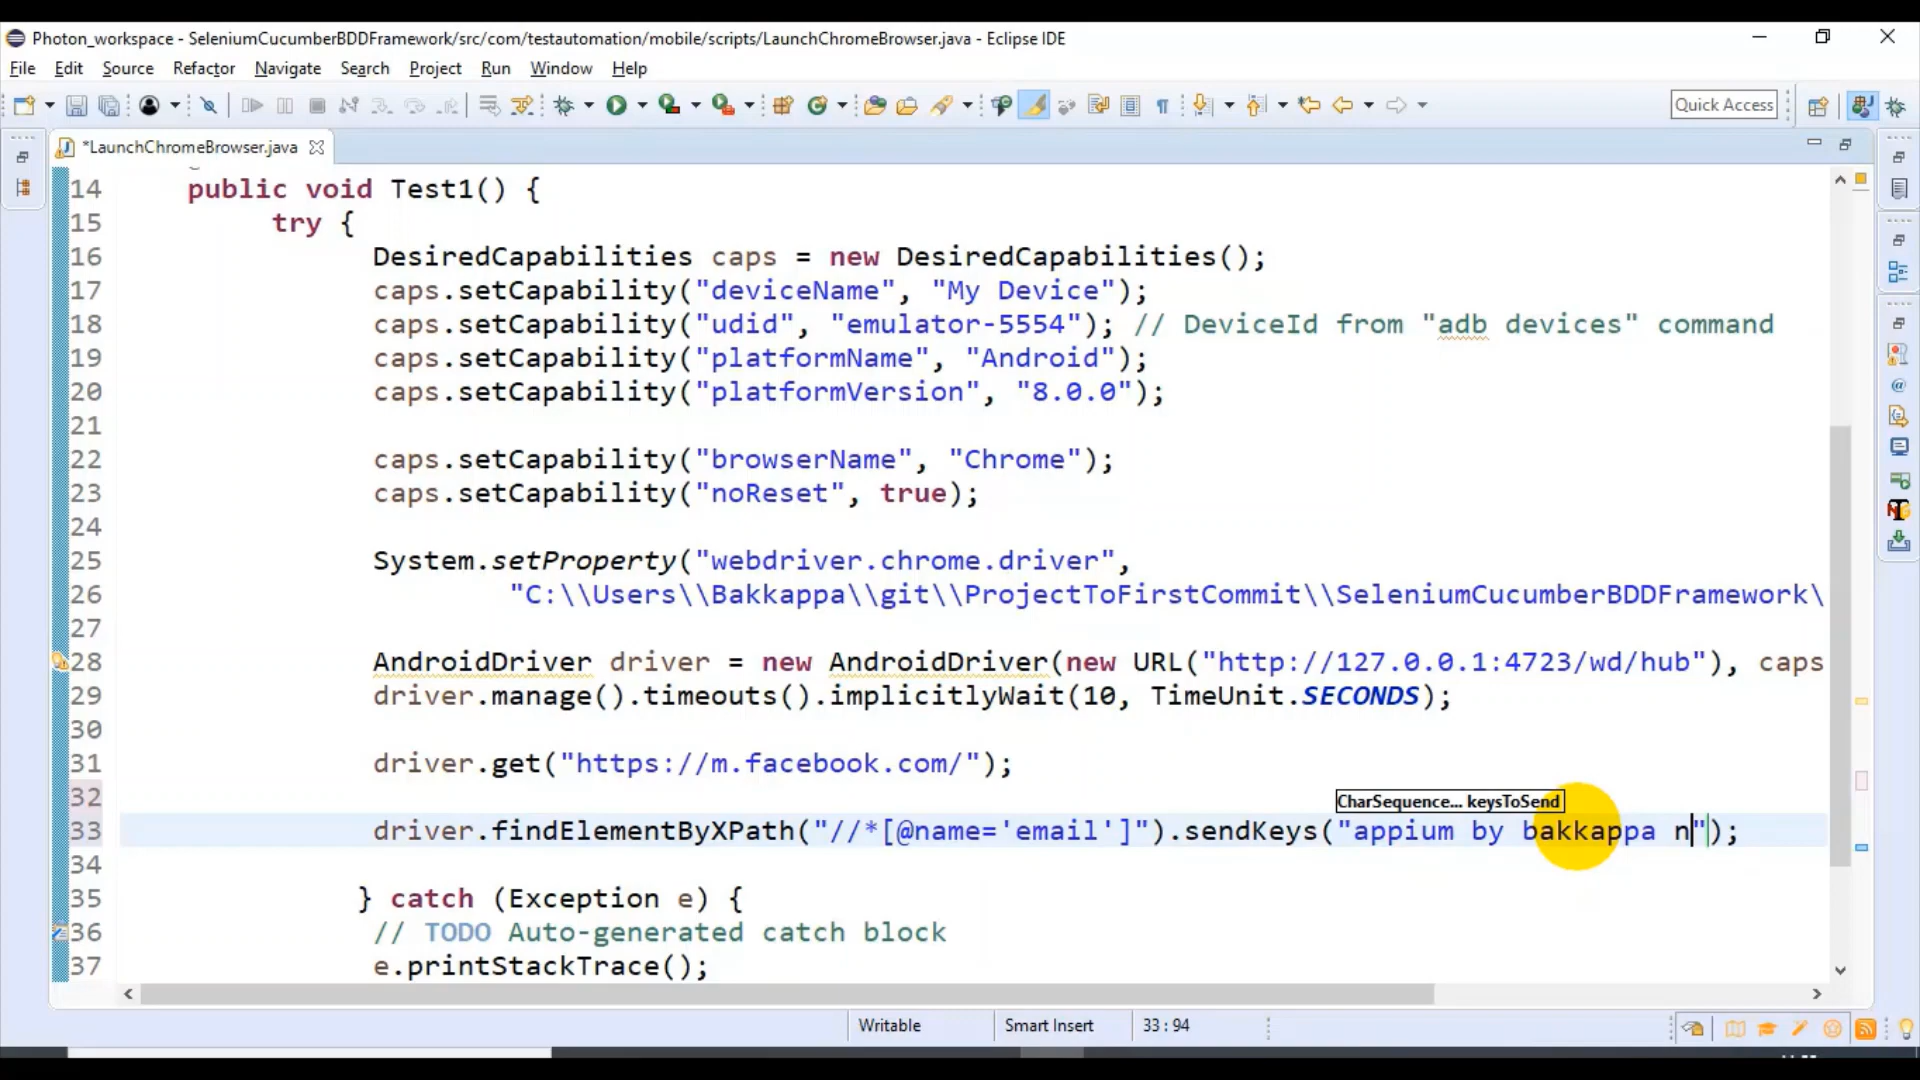 Photon_workspace - SeleniumCucumberBDDFramework/src/com/testautomation/mobile/scripts/LaunchChromeBrowser.java - Eclipse IDE
File Edit Source Refactor Navigate Search Project Run Window Help
Quick Access
*LaunchChromeBrowser.java
14 public void Test1() {
15 try {
16 DesiredCapabilities caps = new DesiredCapabilities();
17 caps.setCapability("deviceName", "My Device");
18 caps.setCapability("udid", "emulator-5554"); // DeviceId from "adb devices" command
19 caps.setCapability("platformName", "Android");
20 caps.setCapability("platformVersion", "8.0.0");
21
22 caps.setCapability("browserName", "Chrome");
23 caps.setCapability("noReset", true);
24
25 System.setProperty("webdriver.chrome.driver",
26 "C:\\Users\\Bakkappa\\git\\ProjectToFirstCommit\\SeleniumCucumberBDDFramework\
27
28 AndroidDriver driver = new AndroidDriver(new URL("http://127.0.0.1:4723/wd/hub"), caps
29 driver.manage().timeouts().implicitlyWait(10, TimeUnit.SECONDS);
30
31 driver.get("https://m.facebook.com/");
32
CharSequence... keysToSend
33 driver.findElementByXPath("//*[@name='email']").sendKeys("appium by bakkappa n");
34
35 } catch (Exception e) {
36 // TODO Auto-generated catch block
37 e.printStackTrace();
Writable Smart Insert 33 : 94